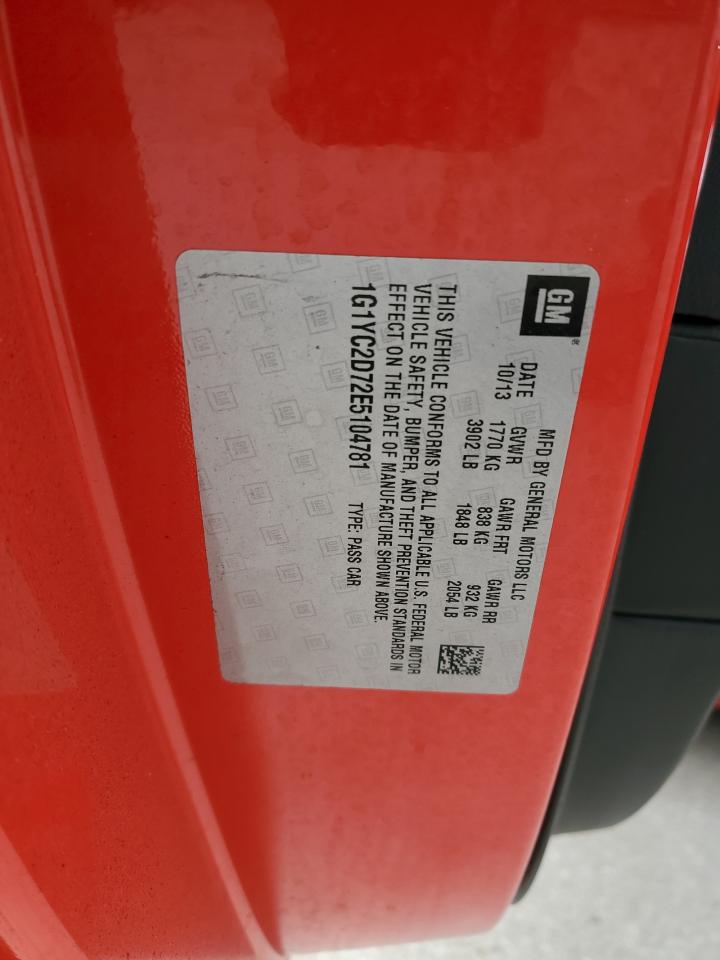 GM
MFD BY GENERAL MOTORS LLC
DATE GVWR GAWR FRT GAWR RR
10/13 1770 KG 838 KG 932 KG
3902 LB 1848 LB 2054 LB
THIS VEHICLE CONFORMS TO ALL APPLICABLE U.S. FEDERAL MOTOR
VEHICLE SAFETY, BUMPER, AND THEFT PREVENTION STANDARDS IN
EFFECT ON THE DATE OF MANUFACTURE SHOWN ABOVE.
1G1YC2D72E5104781 TYPE: PASS CAR